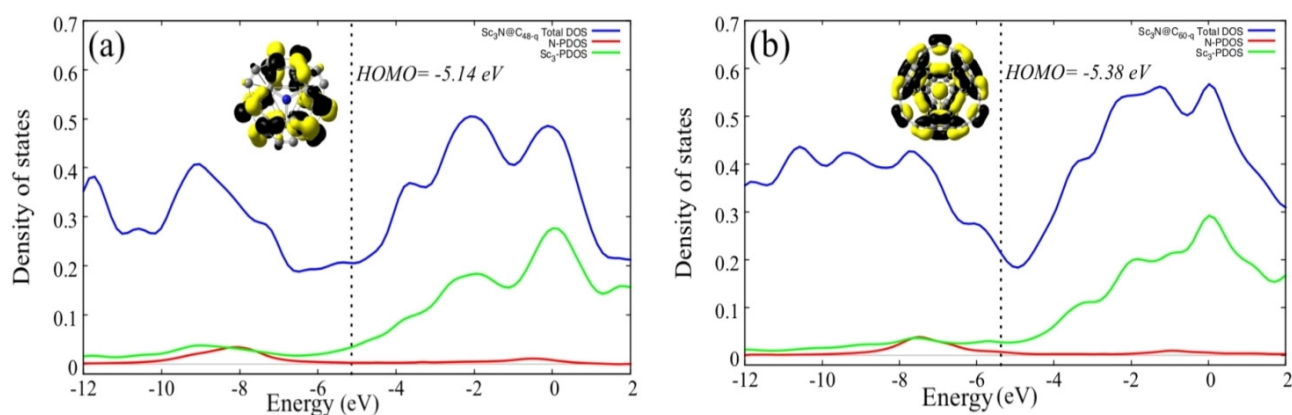 (a)
Sc₃N@C₄₈₋q Total DOS
N-PDOS
Sc₃-PDOS
HOMO= -5.14 eV
Density of states
0.7
0.6
0.5
0.4
0.3
0.2
0.1
0
-12
-10
-8
-6
-4
-2
0
2
Energy (eV)
(b)
Sc₃N@C₆₀₋q Total DOS
N-PDOS
Sc₃-PDOS
HOMO= -5.38 eV
Density of states
0.7
0.6
0.5
0.4
0.3
0.2
0.1
0
-12
-10
-8
-6
-4
-2
0
2
Energy (eV)